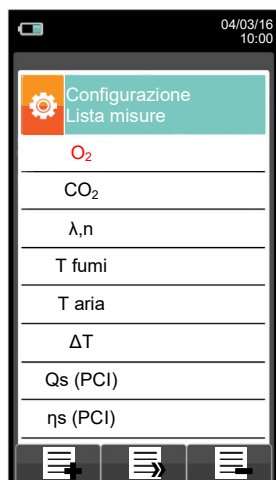 04/03/16
10:00
Configurazione
Lista misure
O₂
CO₂
λ,n
T fumi
T aria
ΔT
Qs (PCI)
ηs (PCI)